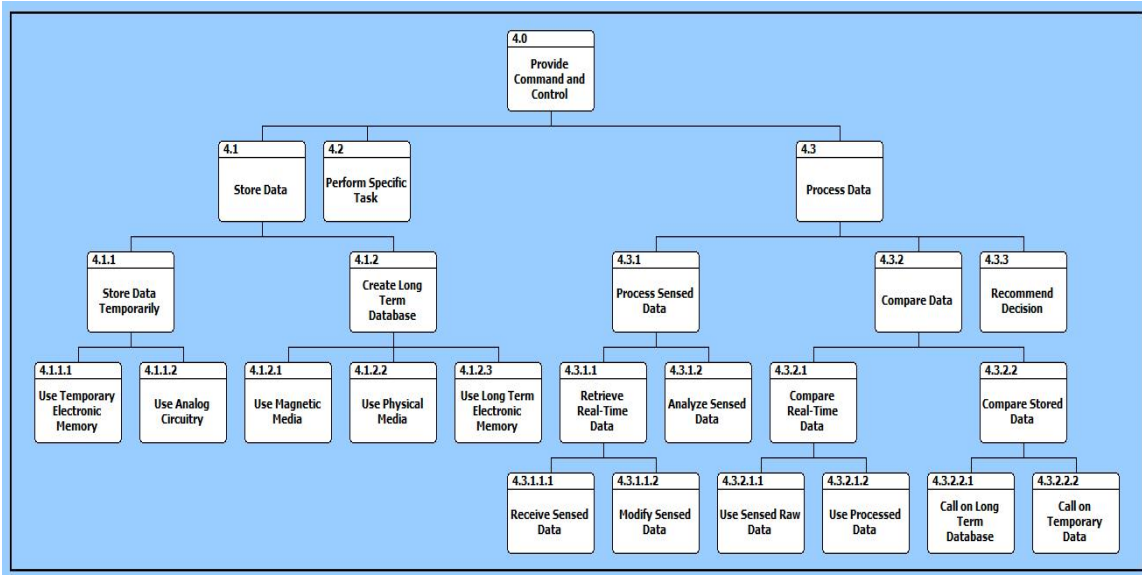 4.0
Provide
Command and
Control
4.1
Store Data
4.2
Perform Specific
Task
4.3
Process Data
4.1.1
Store Data
Temporarily
4.1.2
Create Long
Term
Database
4.3.1
Process Sensed
Data
4.3.2
Compare Data
4.3.3
Recommend
Decision
4.1.1.1
Use Temporary
Electronic
Memory
4.1.1.2
Use Analog
Circuitry
4.1.2.1
Use Magnetic
Media
4.1.2.2
Use Physical
Media
4.1.2.3
Use Long Term
Electronic
Memory
4.3.1.1
Retrieve
Real-Time
Data
4.3.1.2
Analyze Sensed
Data
4.3.2.1
Compare
Real-Time
Data
4.3.2.2
Compare Stored
Data
4.3.1.1.1
Receive Sensed
Data
4.3.1.1.2
Modify Sensed
Data
4.3.2.1.1
Use Sensed Raw
Data
4.3.2.1.2
Use Processed
Data
4.3.2.2.1
Call on Long
Term
Database
4.3.2.2.2
Call on
Temporary
Data